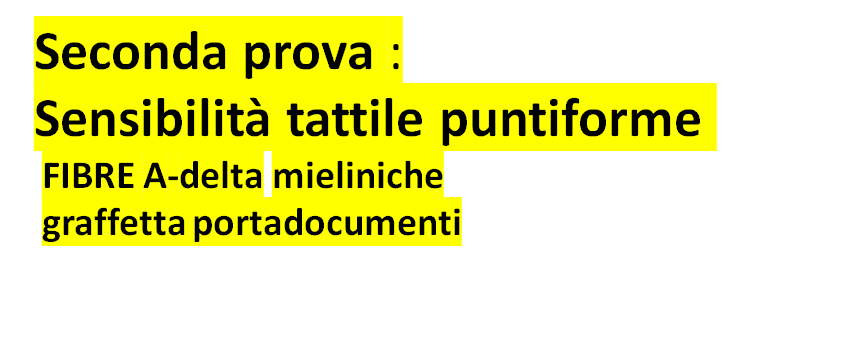 Seconda prova :
Sensibilità tattile puntiforme
FIBRE A-delta mieliniche
graffetta portadocumenti